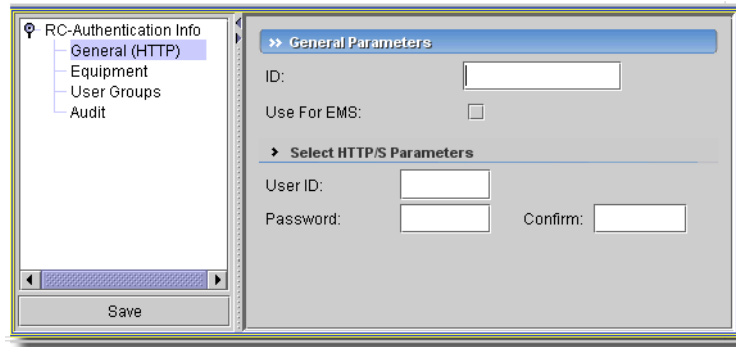 RC-Authentication Info
General (HTTP)
Equipment
User Groups
Audit
Save
>> General Parameters
ID:
Use For EMS:
Select HTTP/S Parameters
User ID:
Password: Confirm: